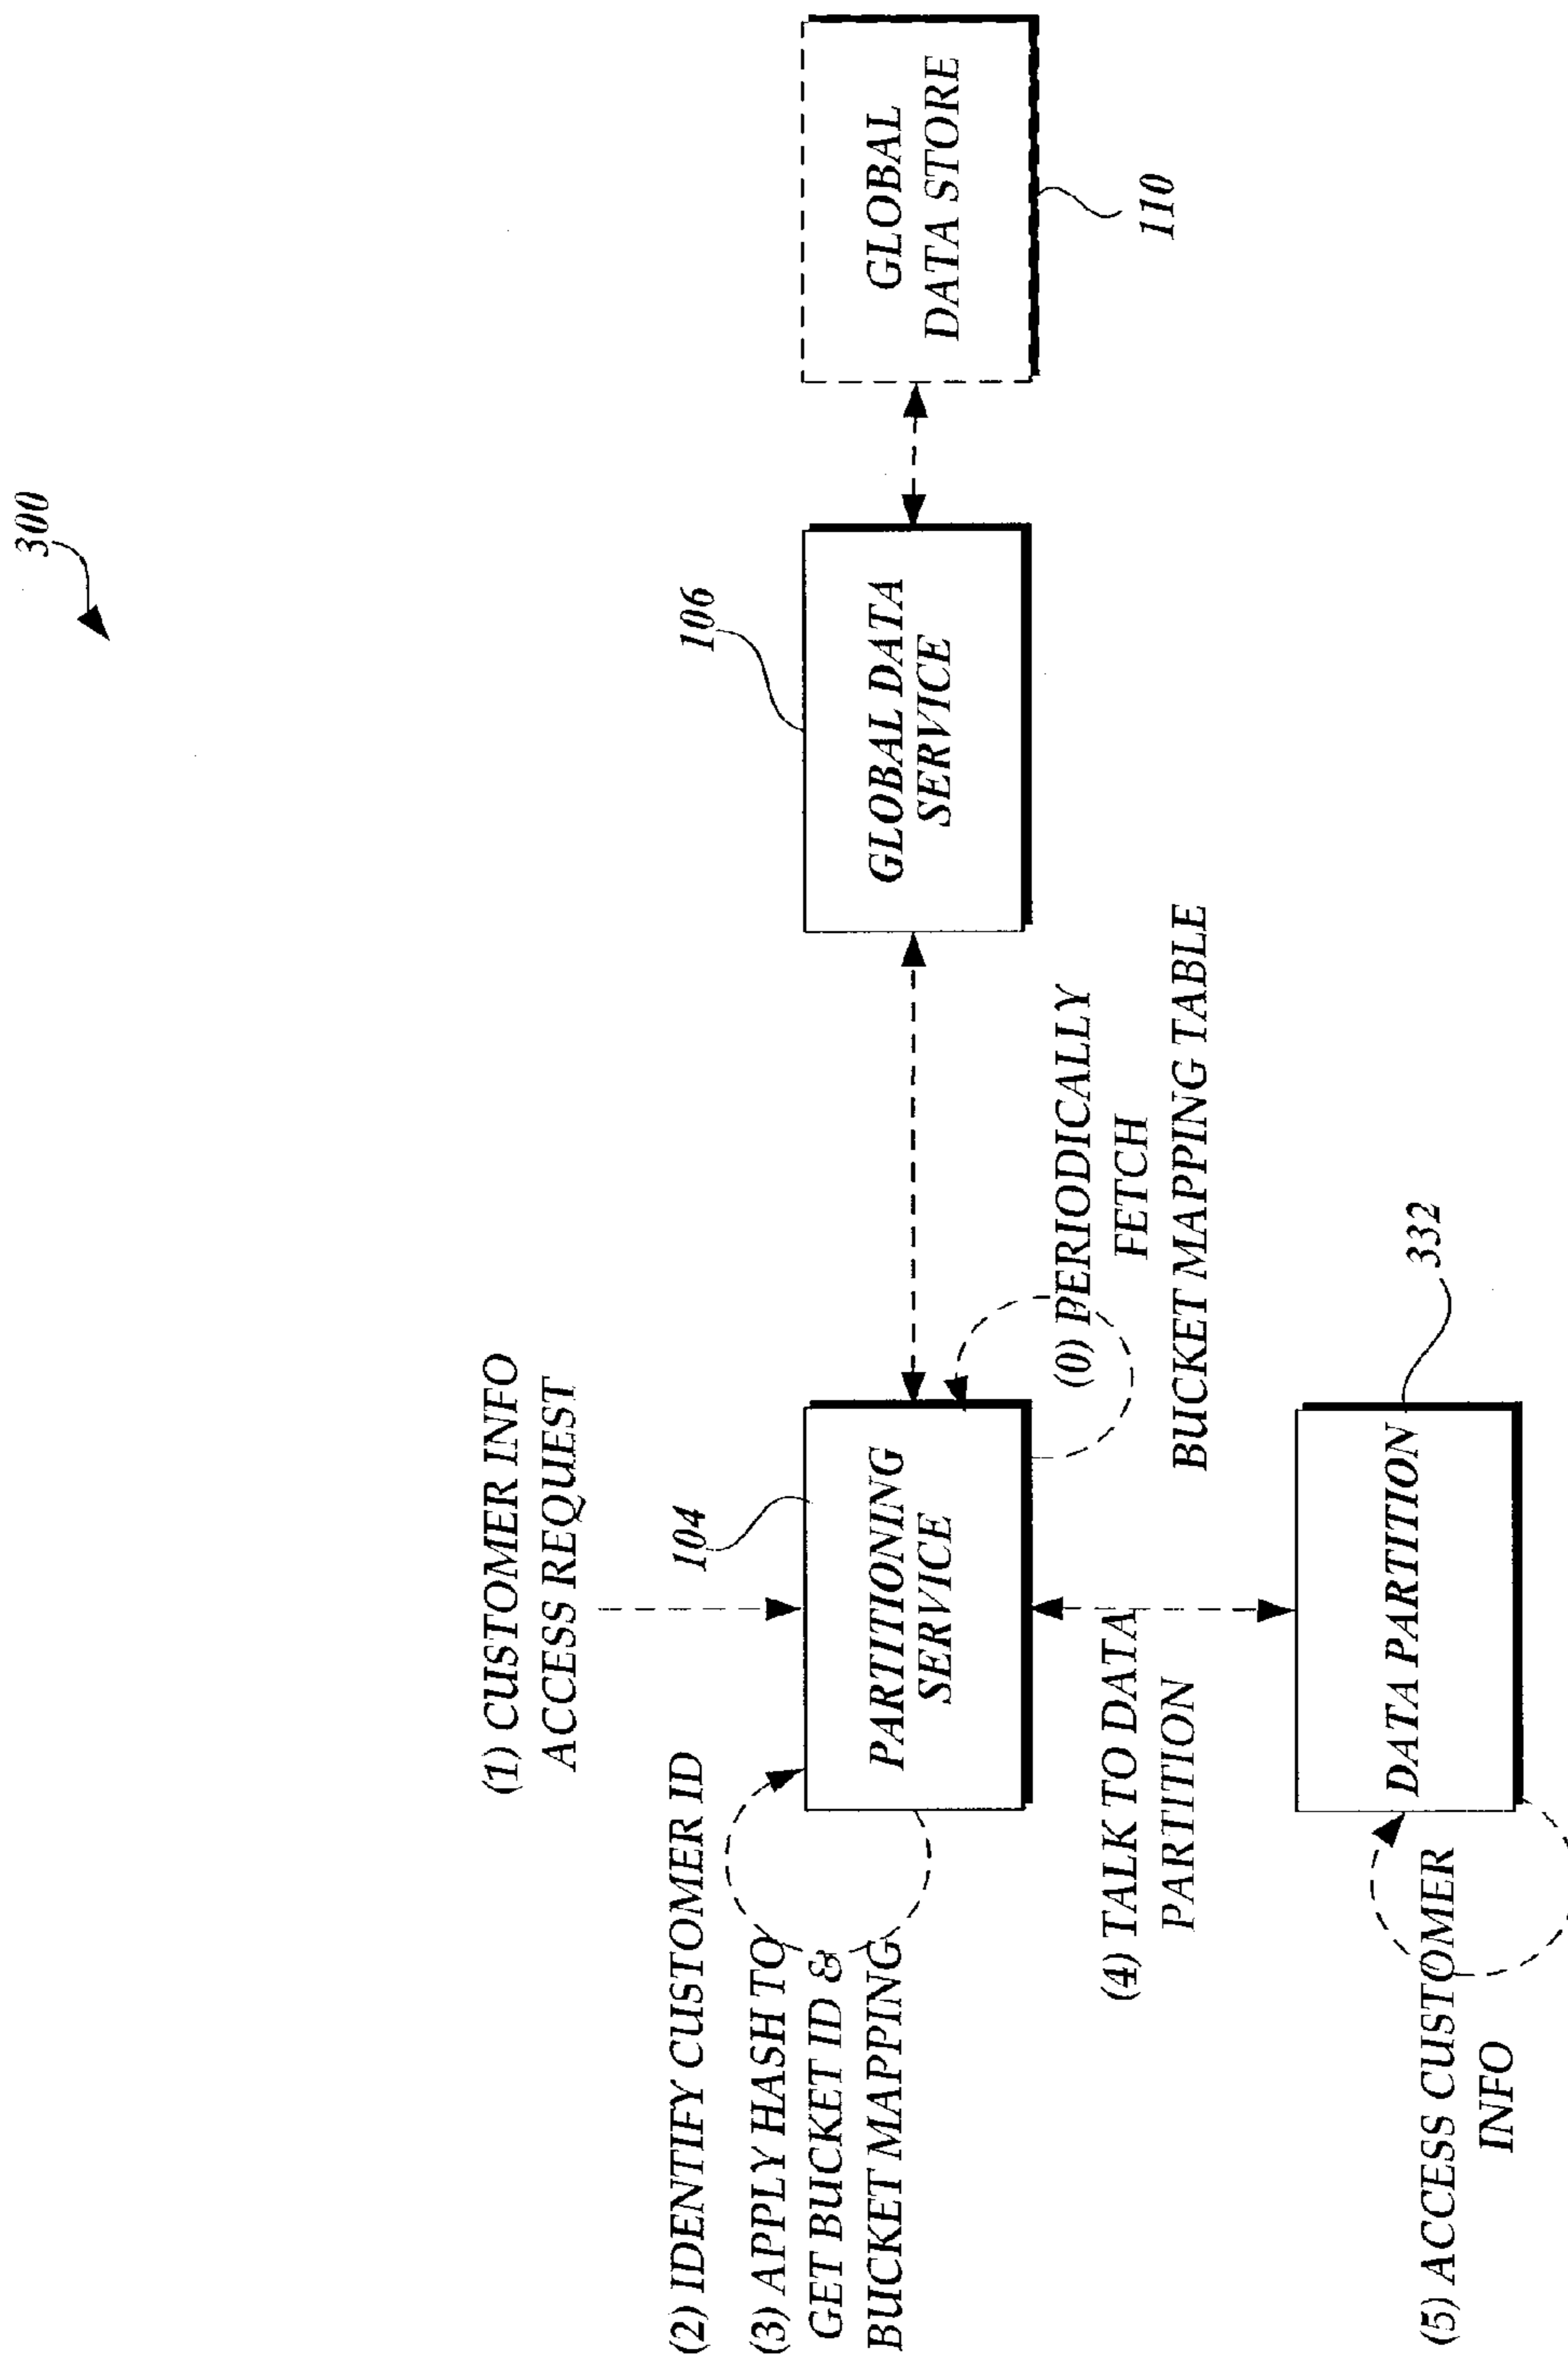 300
(1) CUSTOMER INFO
ACCESS REQUEST
(2) IDENTIFY CUSTOMER ID
(3) APPLY HASH TO
GET BUCKET ID &
BUCKET MAPPING
104
PARTITIONING
SERVICE
106
GLOBAL DATA
SERVICE
GLOBAL
DATA STORE
110
(0) PERIODICALLY
FETCH
BUCKET MAPPING TABLE
(4) TALK TO DATA
PARTITION
332
DATA PARTITION
(5) ACCESS CUSTOMER
INFO